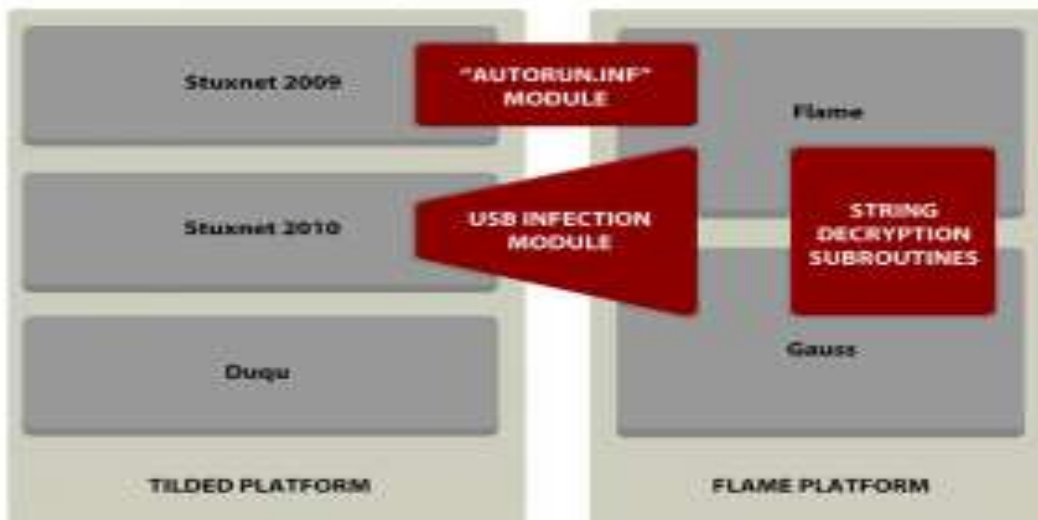 Stuxnet 2009
"AUTORUN.INF"
MODULE
Flame
Stuxnet 2010
USB INFECTION
MODULE
STRING
DECRYPTION
SUBROUTINES
Duqu
Gauss
TILDED PLATFORM
FLAME PLATFORM